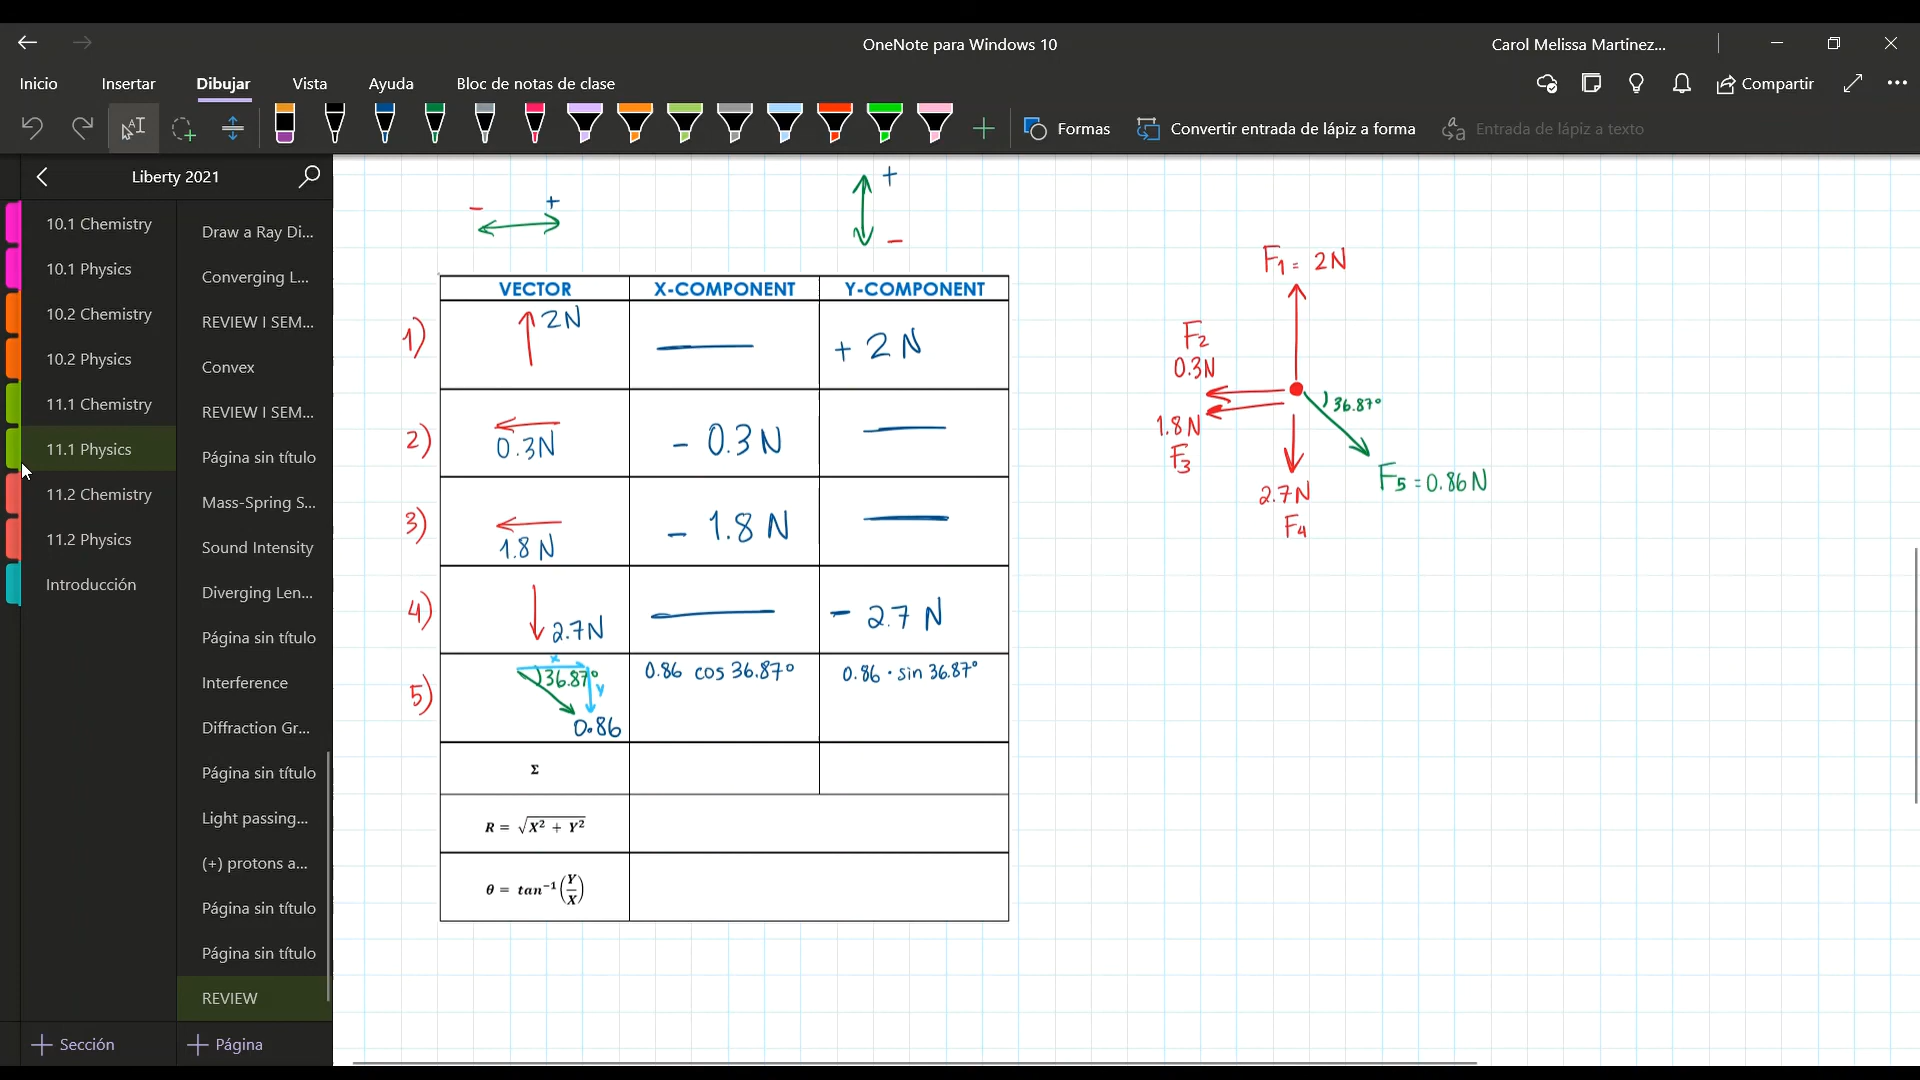 OneNote para Windows 10
Carol Melissa Martinez...
Inicio
Insertar
Dibujar
Vista
Ayuda
Bloc de notas de clase
Compartir
Formas
Convertir entrada de lápiz a forma
Entrada de lápiz a texto
Liberty 2021
10.1 Chemistry
10.1 Physics
10.2 Chemistry
10.2 Physics
11.1 Chemistry
11.1 Physics
11.2 Chemistry
11.2 Physics
Introducción
Sección
Draw a Ray Di...
Converging L...
REVIEW I SEM...
Convex
REVIEW I SEM...
Página sin título
Mass-Spring S...
Sound Intensity
Diverging Len...
Página sin título
Interference
Diffraction Gr...
Página sin título
Light passing...
(+) protons a...
Página sin título
Página sin título
REVIEW
Página
- +
+
-
VECTOR X-COMPONENT Y-COMPONENT
1) 2N — + 2 N
2) 0.3N - 0.3 N —
3) 1.8 N - 1.8 N —
4) 2.7N — - 2.7 N
5) x 36.87° y 0.86 0.86 cos 36.87° 0.86 · sin 36.87°
Σ
R = √X² + Y²
θ = tan⁻¹(Y/X)
F1 = 2N
F2
0.3N
1.8 N
F3
36.87°
2.7N
F4
F5 = 0.86 N